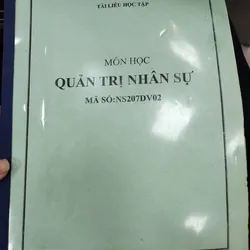 TÀI LIỆU HỌC TẬP
MÔN HỌC
QUẢN TRỊ NHÂN SỰ
MÃ SỐ:NS207DV02